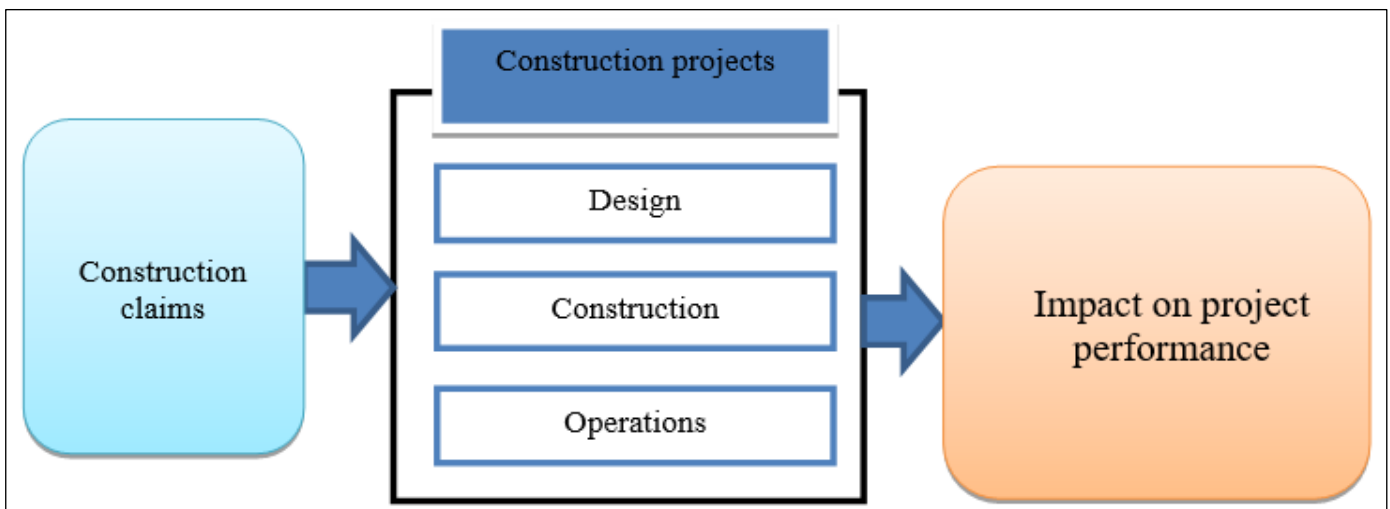 Construction projects
Design
Construction
claims
Construction
Operations
Impact on project
performance